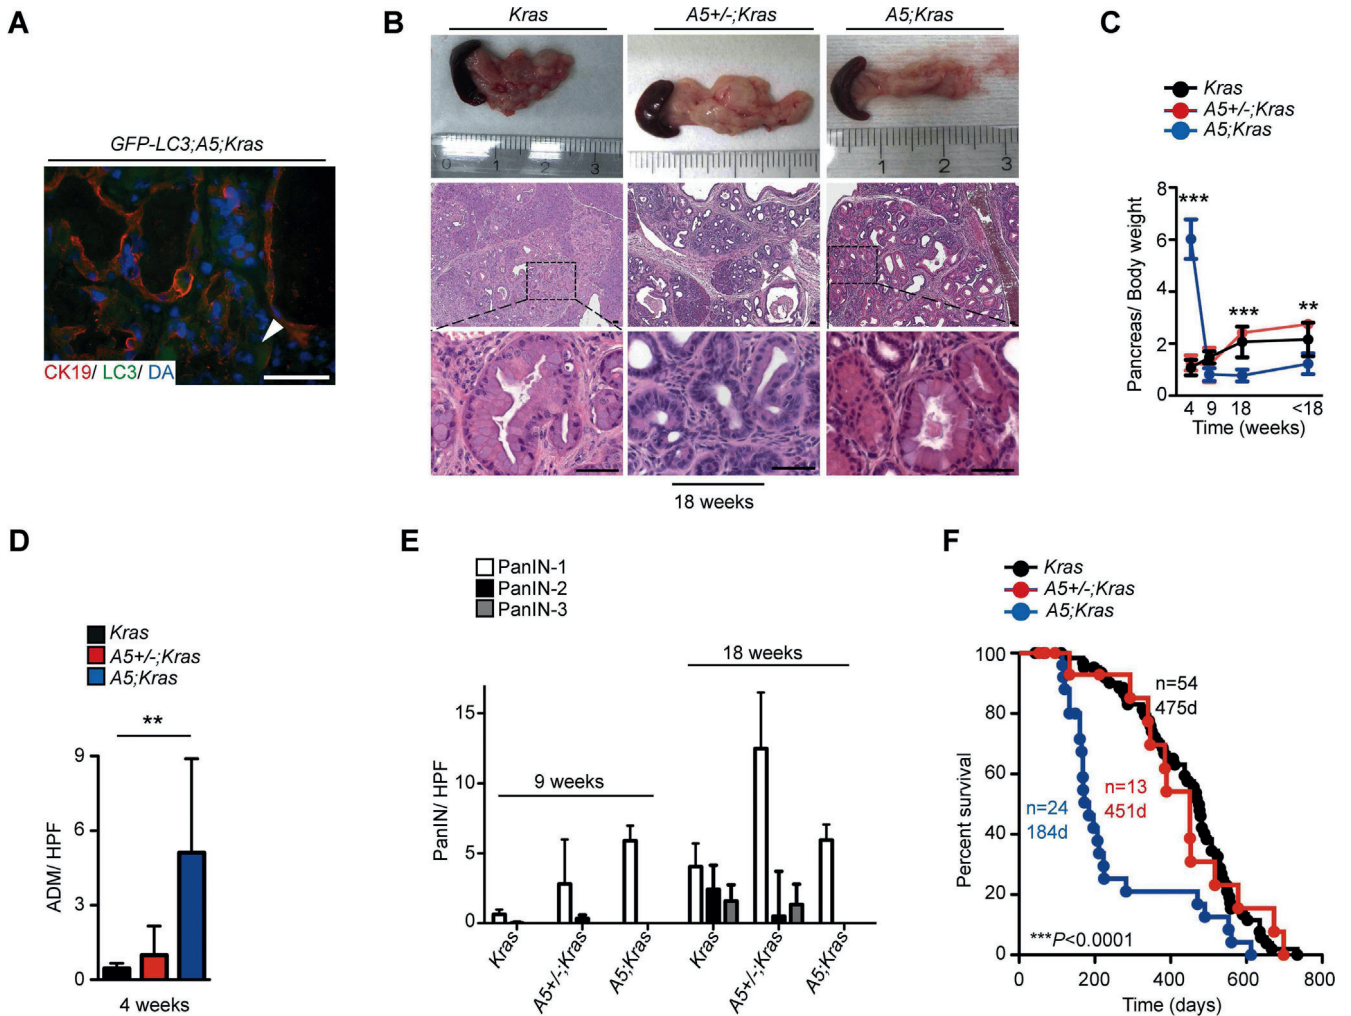 A
GFP-LC3;A5;Kras
CK19/ LC3/ DA
B
Kras
A5+/-;Kras
A5;Kras
0 1 2 3
1 2 3
18 weeks
C
Kras
A5+/-;Kras
A5;Kras
Pancreas/ Body weight
8
6
4
2
0
***
***
**
4 9 18 <18
Time (weeks)
D
Kras
A5+/-;Kras
A5;Kras
**
ADM/ HPF
9
6
3
0
4 weeks
E
PanIN-1
PanIN-2
PanIN-3
18 weeks
9 weeks
PanIN/ HPF
15
10
5
0
Kras
A5+/-;Kras
A5;Kras
Kras
A5+/-;Kras
A5;Kras
F
Kras
A5+/-;Kras
A5;Kras
Percent survival
100
80
60
40
20
0
n=54
475d
n=13
451d
n=24
184d
***P<0.0001
0 200 400 600 800
Time (days)